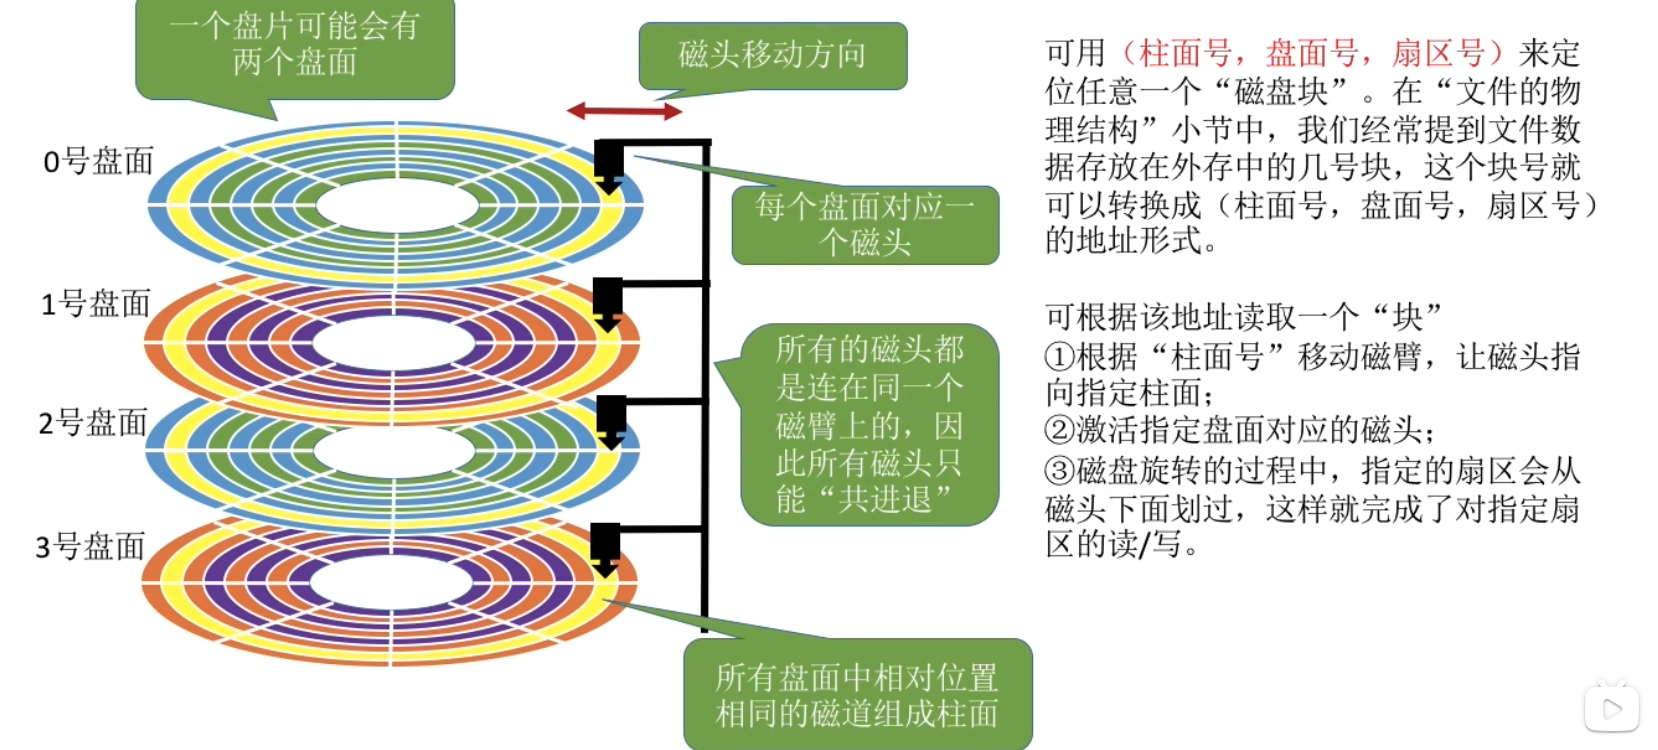 一个盘片可能会有
两个盘面
磁头移动方向
0号盘面
每个盘面对应一
个磁头
1号盘面
所有的磁头都
是连在同一个
磁臂上的，因
此所有磁头只
能“共进退”
2号盘面
3号盘面
所有盘面中相对位置
相同的磁道组成柱面
可用（柱面号，盘面号，扇区号）来定
位任意一个“磁盘块”。在“文件的物
理结构”小节中，我们经常提到文件数
据存放在外存中的几号块，这个块号就
可以转换成（柱面号，盘面号，扇区号）
的地址形式。
可根据该地址读取一个“块”
①根据“柱面号”移动磁臂，让磁头指
向指定柱面；
②激活指定盘面对应的磁头；
③磁盘旋转的过程中，指定的扇区会从
磁头下面划过，这样就完成了对指定扇
区的读/写。